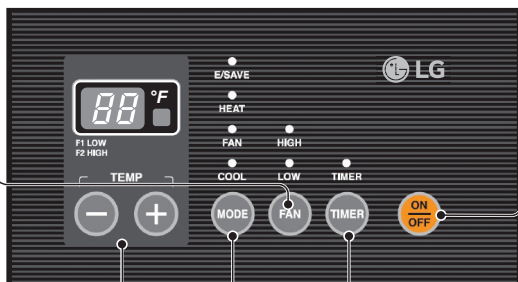 E/SAVE
LG
88 °F
HEAT
F1 LOW
F2 HIGH
FAN HIGH
TEMP
COOL LOW TIMER
− +
MODE FAN TIMER
ON
OFF